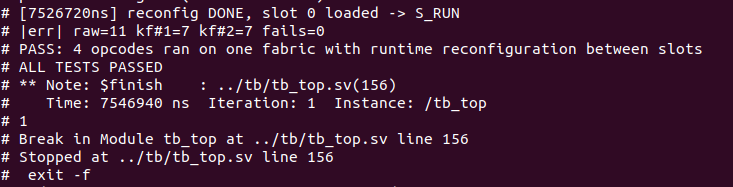 # [7526720ns] reconfig DONE, slot 0 loaded -> S_RUN
# |err| raw=11 kf#1=7 kf#2=7 fails=0
# PASS: 4 opcodes ran on one fabric with runtime reconfiguration between slots
# ALL TESTS PASSED
# ** Note: $finish    : ../tb/tb_top.sv(156)
#    Time: 7546940 ns  Iteration: 1  Instance: /tb_top
# 1
# Break in Module tb_top at ../tb/tb_top.sv line 156
# Stopped at ../tb/tb_top.sv line 156
#  exit -f